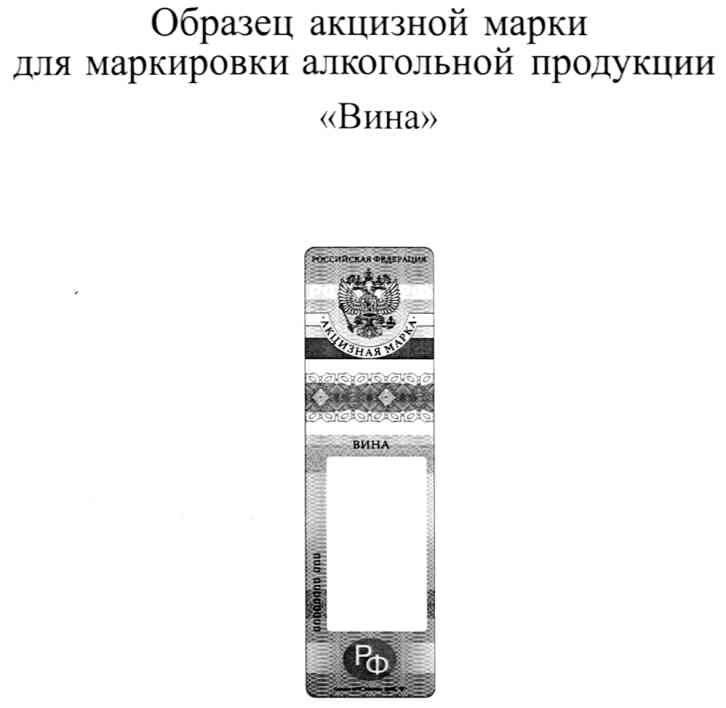 Образец акцизной марки
для маркировки алкогольной продукции
«Вина»
РОССИЙСКАЯ ФЕДЕРАЦИЯ
АКЦИЗНАЯ МАРКА
ВИНА
РФ